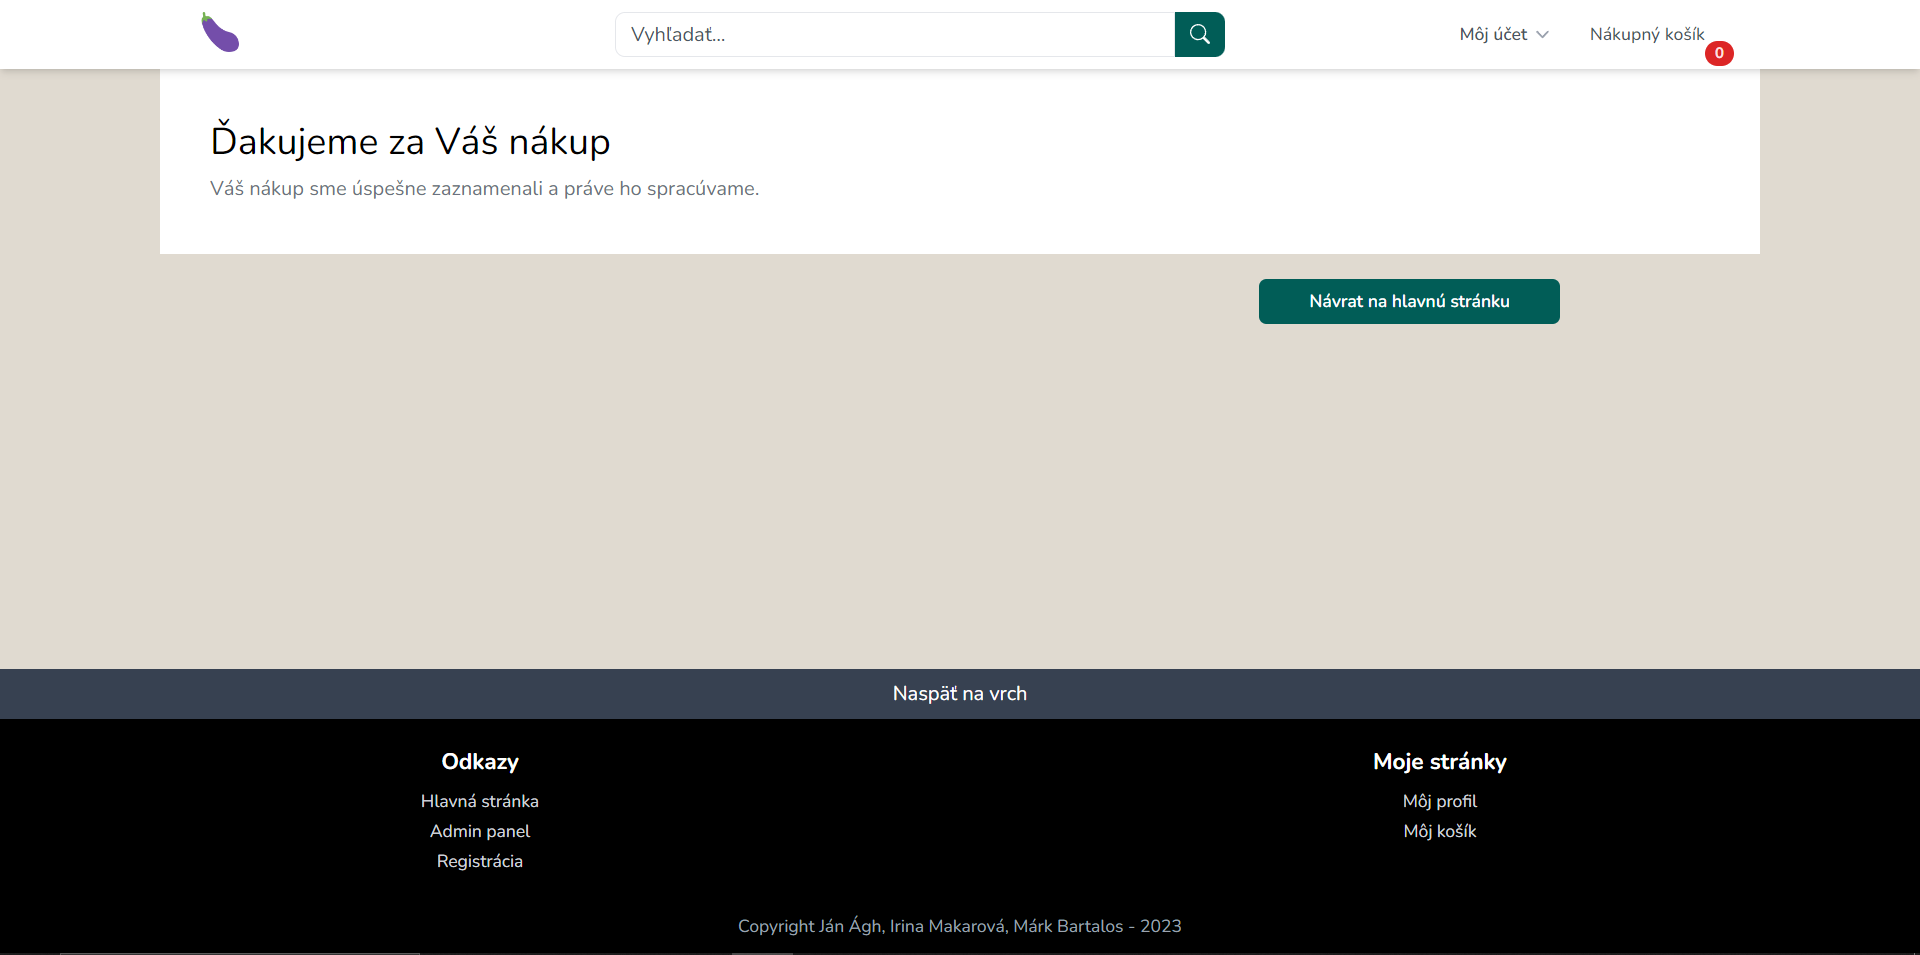 Vyhľadať...
Môj účet
Nákupný košík
0
Ďakujeme za Váš nákup
Váš nákup sme úspešne zaznamenali a práve ho spracúvame.
Návrat na hlavnú stránku
Naspäť na vrch
Odkazy
Hlavná stránka
Admin panel
Registrácia
Moje stránky
Môj profil
Môj košík
Copyright Ján Ágh, Irina Makarová, Márk Bartalos - 2023